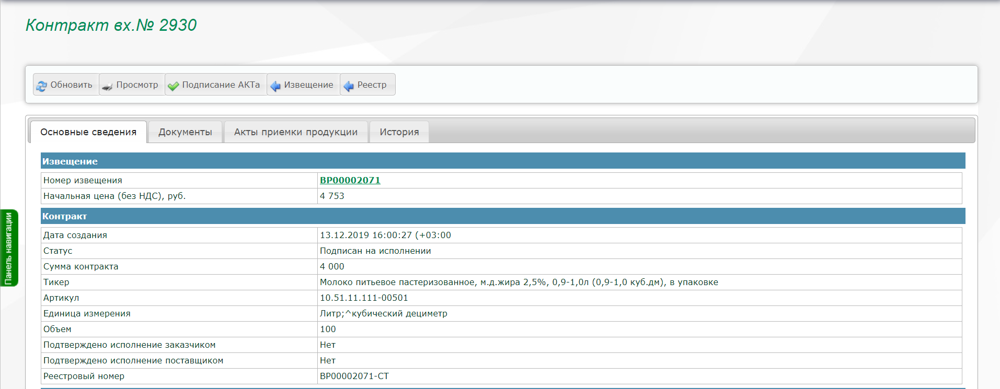 Контракт вх.№ 2930
Обновить Просмотр Подписание АКТа Извещение Реестр
Основные сведения Документы Акты приемки продукции История
Извещение
Номер извещения BP00002071
Начальная цена (без НДС), руб. 4 753
Контракт
Дата создания 13.12.2019 16:00:27 (+03:00
Статус Подписан на исполнении
Сумма контракта 4 000
Тикер Молоко питьевое пастеризованное, м.д.жира 2,5%, 0,9-1,0л (0,9-1,0 куб.дм), в упаковке
Артикул 10.51.11.111-00501
Единица измерения Литр;^кубический дециметр
Объем 100
Подтверждено исполнение заказчиком Нет
Подтверждено исполнение поставщиком Нет
Реестровый номер BP00002071-СТ
Панель навигации